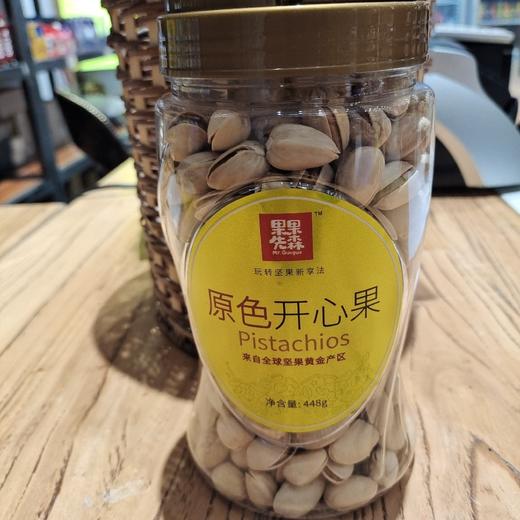 果果
先森
TM
Mr Guoguo
玩转坚果新享法
原色开心果
Pistachios
来自全球坚果黄金产区
净含量: 448g